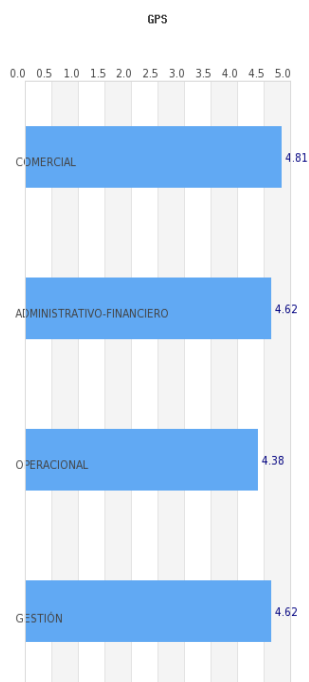 GPS
0.0 0.5 1.0 1.5 2.0 2.5 3.0 3.5 4.0 4.5 5.0
COMERCIAL 4.81
ADMINISTRATIVO-FINANCIERO 4.62
OPERACIONAL 4.38
GESTIÓN 4.62